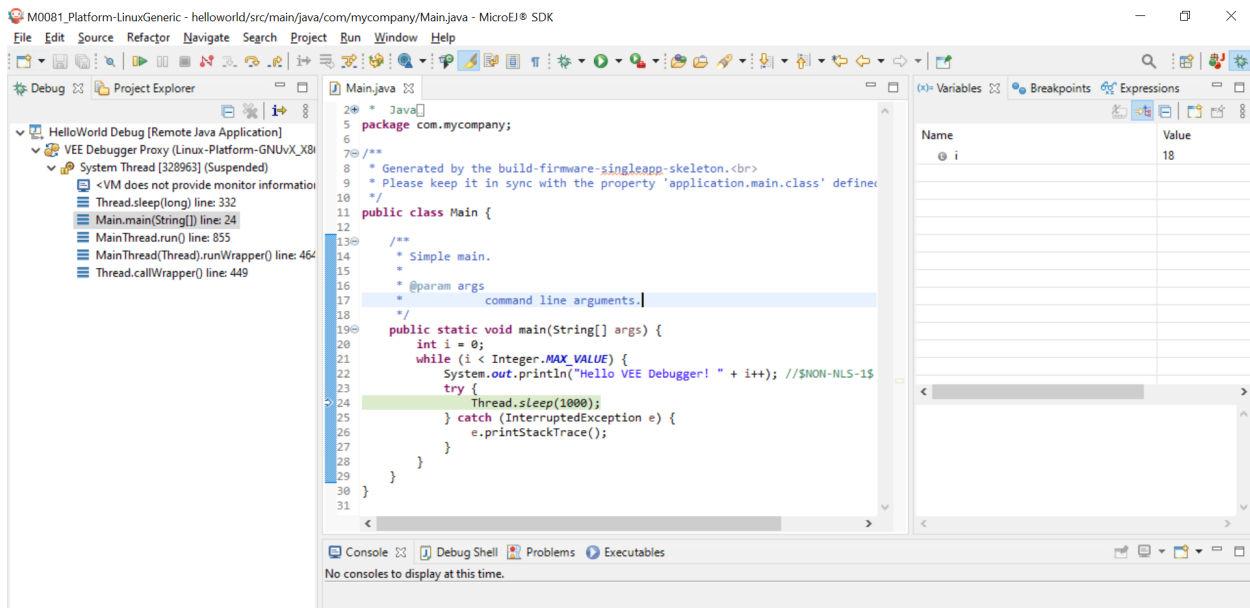 M0081_Platform-LinuxGeneric - helloworld/src/main/java/com/mycompany/Main.java - MicroEJ® SDK
File Edit Source Refactor Navigate Search Project Run Window Help
Debug Project Explorer
HelloWorld Debug [Remote Java Application]
VEE Debugger Proxy (Linux-Platform-GNUvX_X8
System Thread [328963] (Suspended)
<VM does not provide monitor information
Thread.sleep(long) line: 332
Main.main(String[]) line: 24
MainThread.run() line: 855
MainThread(Thread).runWrapper() line: 464
Thread.callWrapper() line: 449
Main.java
2 * Java
5 package com.mycompany;
6
7 /**
8 * Generated by the build-firmware-singleapp-skeleton.<br>
9 * Please keep it in sync with the property 'application.main.class' defined
10 */
11 public class Main {
12
13 /**
14 * Simple main.
15 *
16 * @param args
17 * command line arguments.
18 */
19 public static void main(String[] args) {
20 int i = 0;
21 while (i < Integer.MAX_VALUE) {
22 System.out.println("Hello VEE Debugger! " + i++); //$NON-NLS-1$
23 try {
24 Thread.sleep(1000);
25 } catch (InterruptedException e) {
26 e.printStackTrace();
27 }
28 }
29 }
30 }
31
(x)= Variables Breakpoints Expressions
Name Value
i 18
Console Debug Shell Problems Executables
No consoles to display at this time.